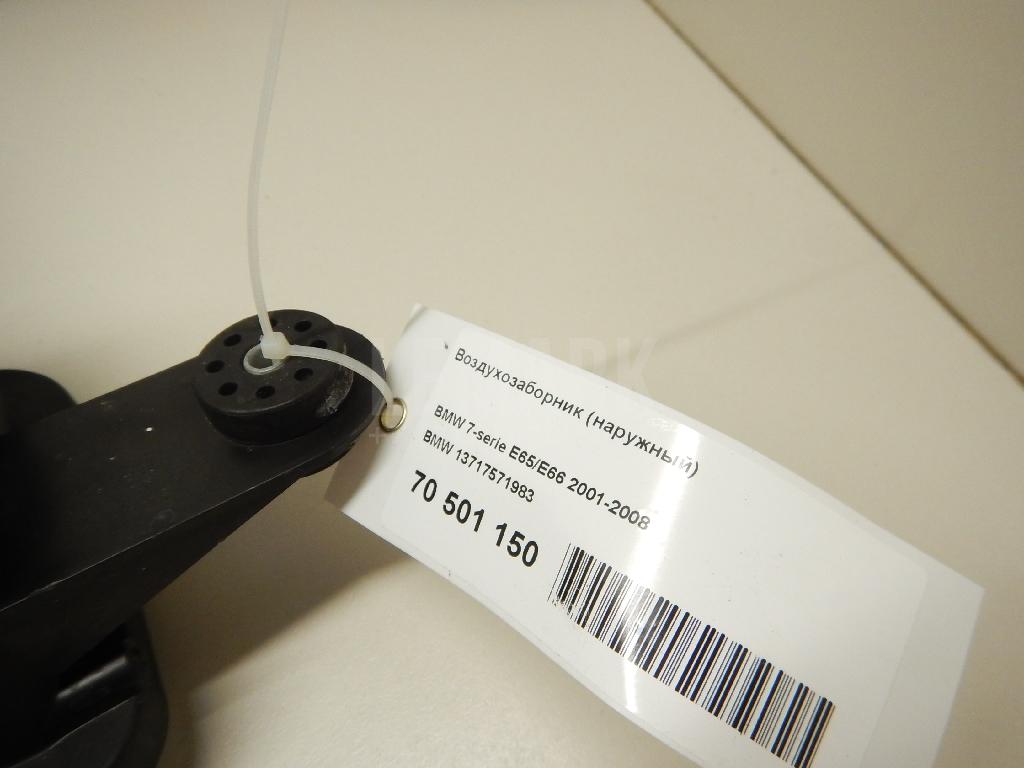 Воздухозаборник (наружный)
BMW 7-serie E65/E66 2001-2008
BMW 13717571983
70 501 150